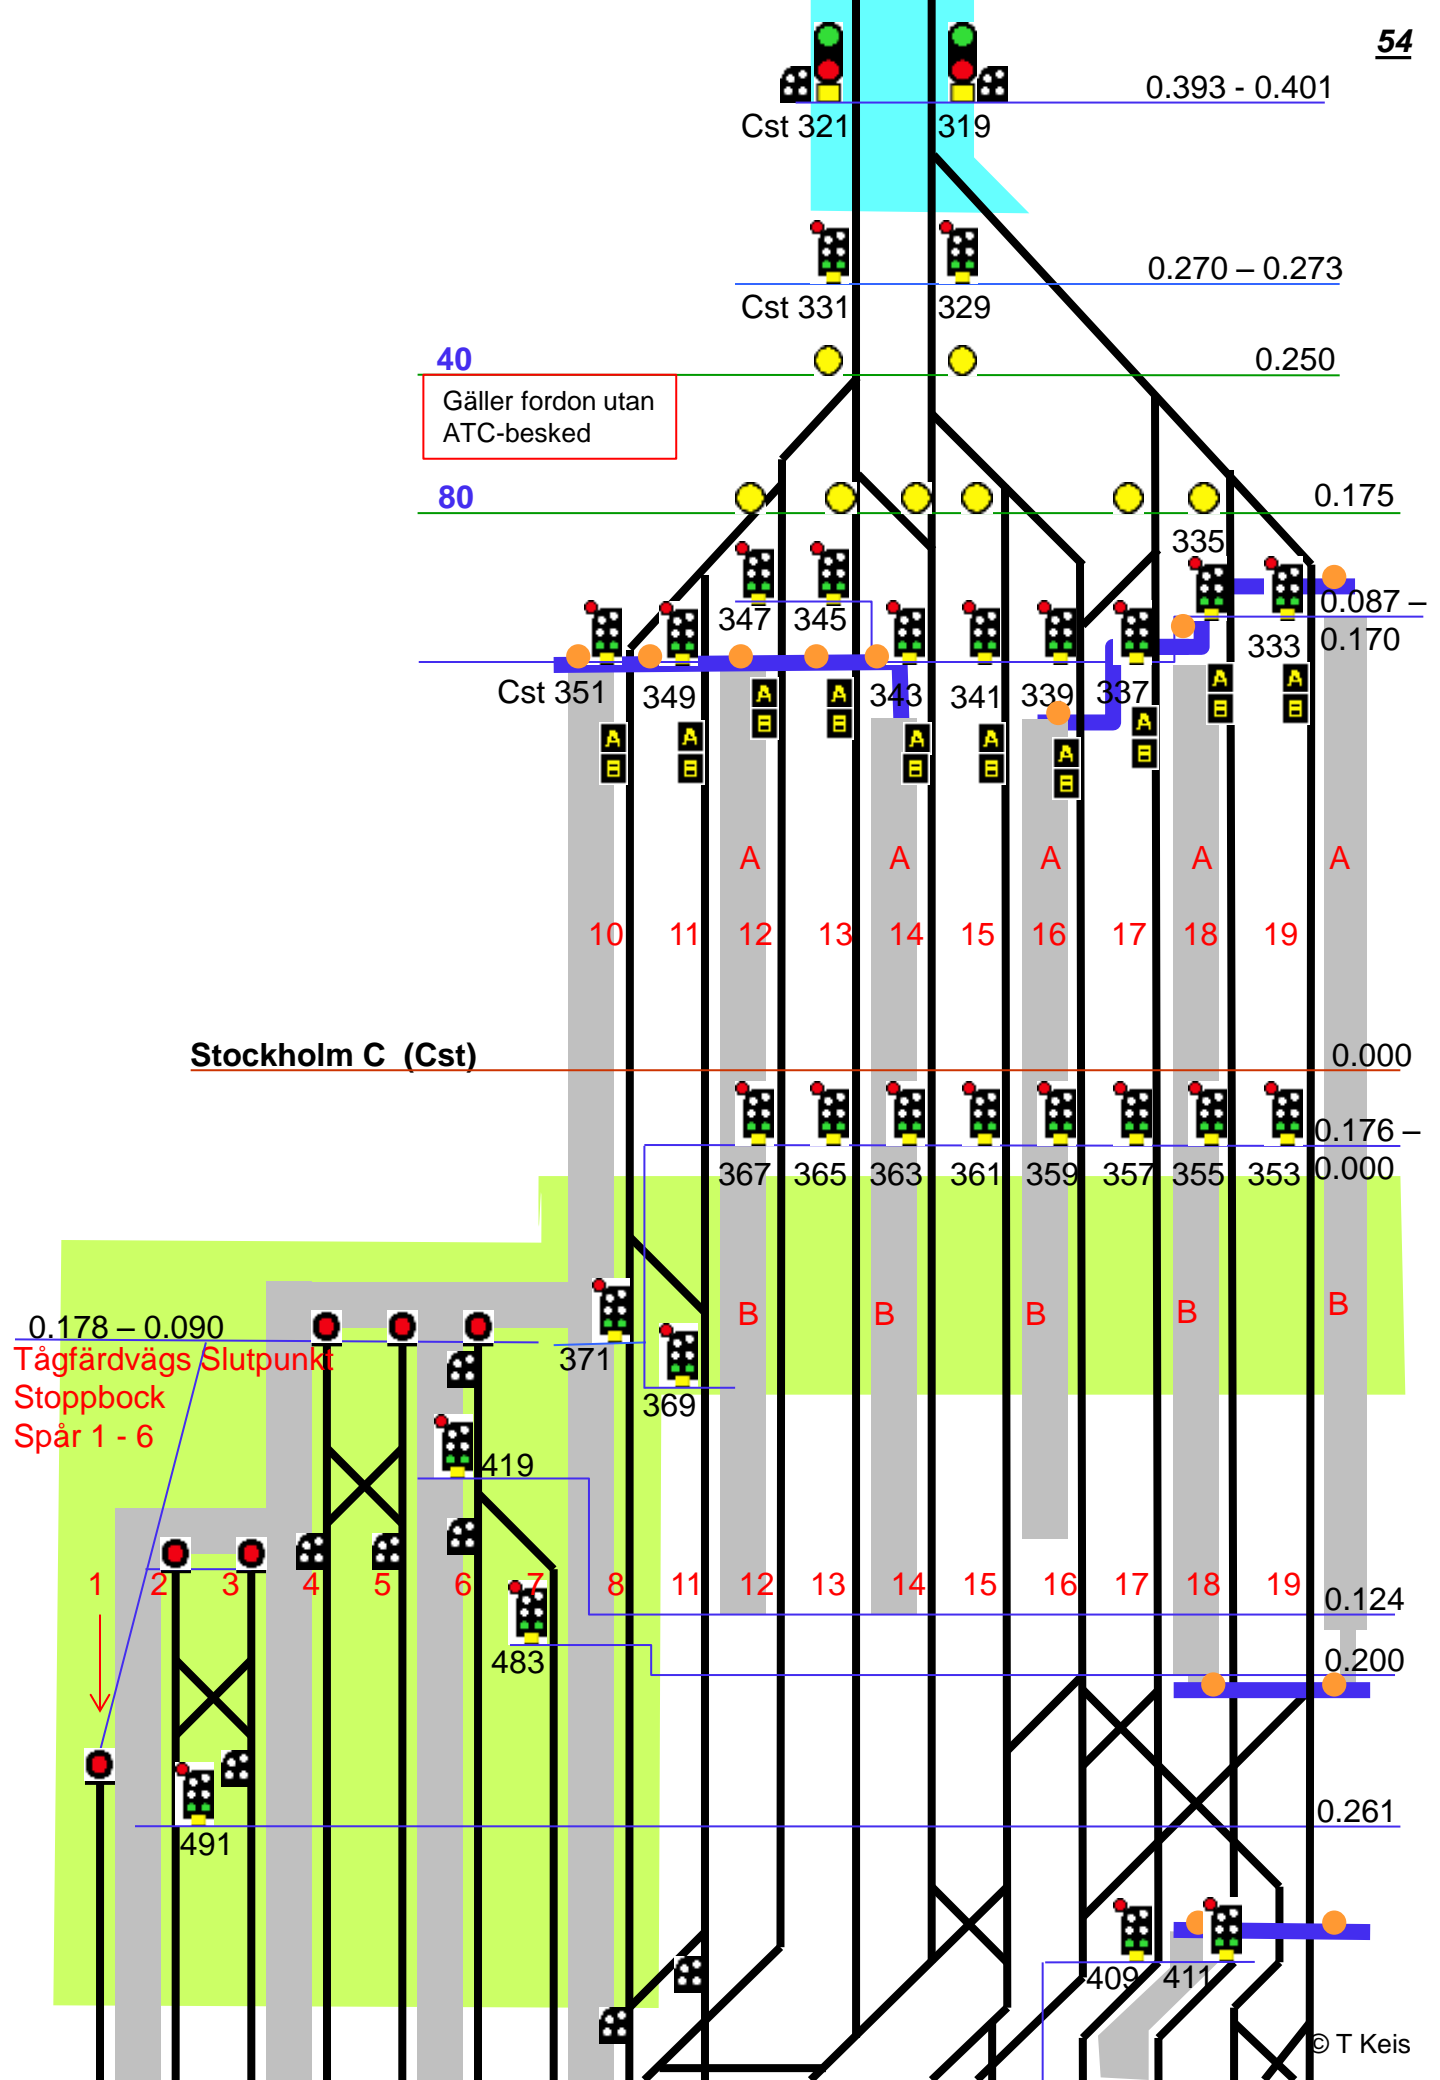 54
0.393 - 0.401
Cst 321
319
0.270 – 0.273
Cst 331
329
40
0.250
Gäller fordon utan
ATC-besked
80
0.175
335
0.087 –
0.170
347
345
333
Cst 351
349
343
341
339
337
A
B
A
B
A
B
A
B
A
B
A
B
A
B
A
B
A
B
A
B
A
A
A
A
A
10
11
12
13
14
15
16
17
18
19
Stockholm C (Cst)
0.000
0.176 –
0.000
367
365
363
361
359
357
355
353
B
B
B
B
B
0.178 – 0.090
Tågfärdvägs Slutpunkt
Stoppbock
Spår 1 - 6
371
369
419
1
2
3
4
5
6
7
8
11
12
13
14
15
16
17
18
19
0.124
483
0.200
0.261
491
409
411
© T Keis